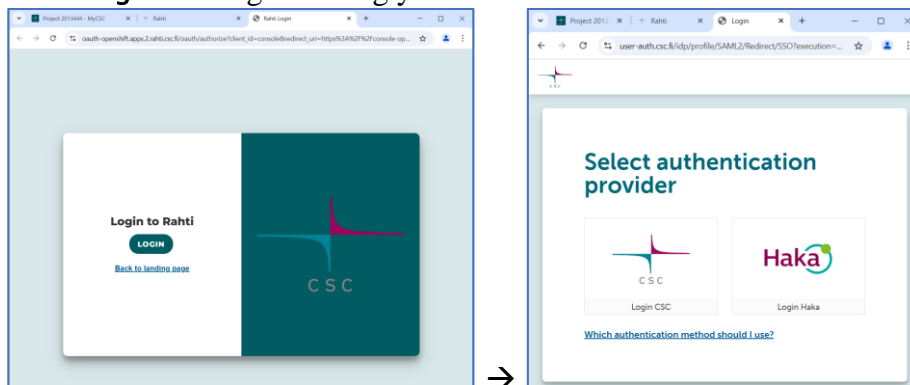 Project 2013444 - MyCSC
Rahti
Rahti Login
oauth-openshift.apps.2.rahti.csc.fi/oauth/authorize?client_id=console&redirect_uri=https%3A%2F%2Fconsole-op...
Login to Rahti
LOGIN
Back to landing page
CSC
→
Project 2013
Rahti
Login
user-auth.csc.fi/idp/profile/SAML2/Redirect/SSO?execution=...
CSC
Select authentication
provider
CSC
Haka
Login CSC
Login Haka
Which authentication method should I use?